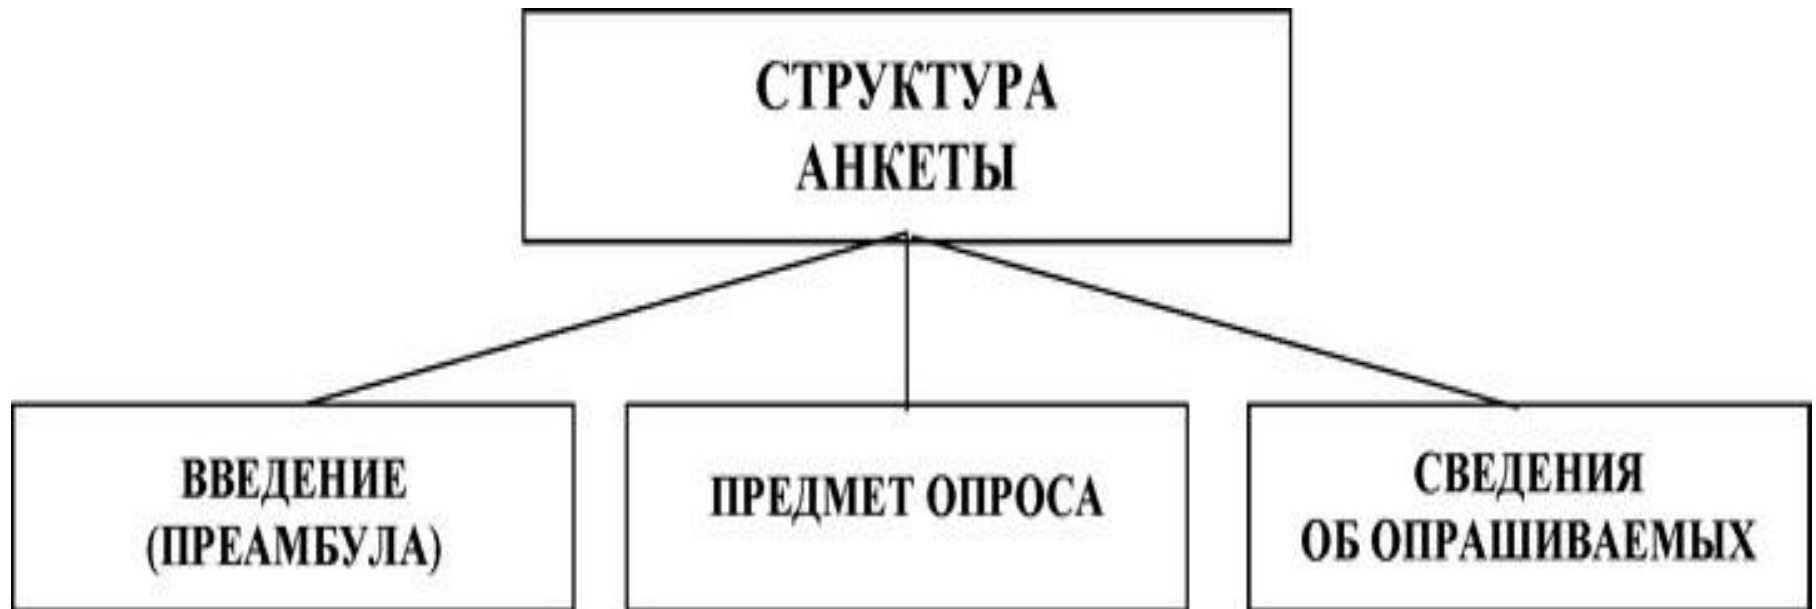 СТРУКТУРА
АНКЕТЫ
ВВЕДЕНИЕ
(ПРЕАМБУЛА)
ПРЕДМЕТ ОПРОСА
СВЕДЕНИЯ
ОБ ОПРАШИВАЕМЫХ